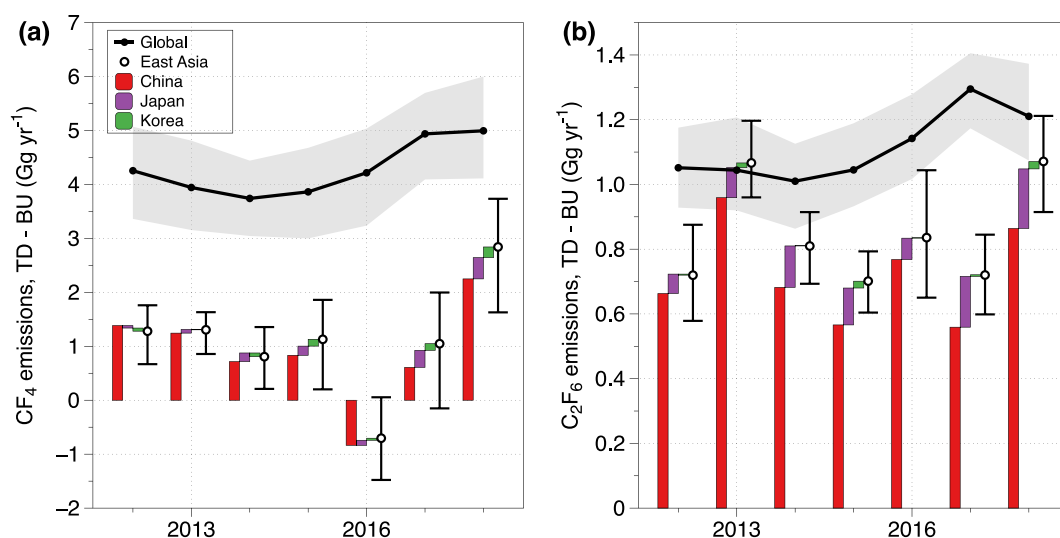 (a)
CF₄ emissions, TD - BU (Gg yr⁻¹)
7
6
5
4
3
2
1
0
−1
−2
Global
East Asia
China
Japan
Korea
2013
2016
(b)
C₂F₆ emissions, TD - BU (Gg yr⁻¹)
1.4
1.2
1.0
0.8
0.6
0.4
0.2
0
2013
2016